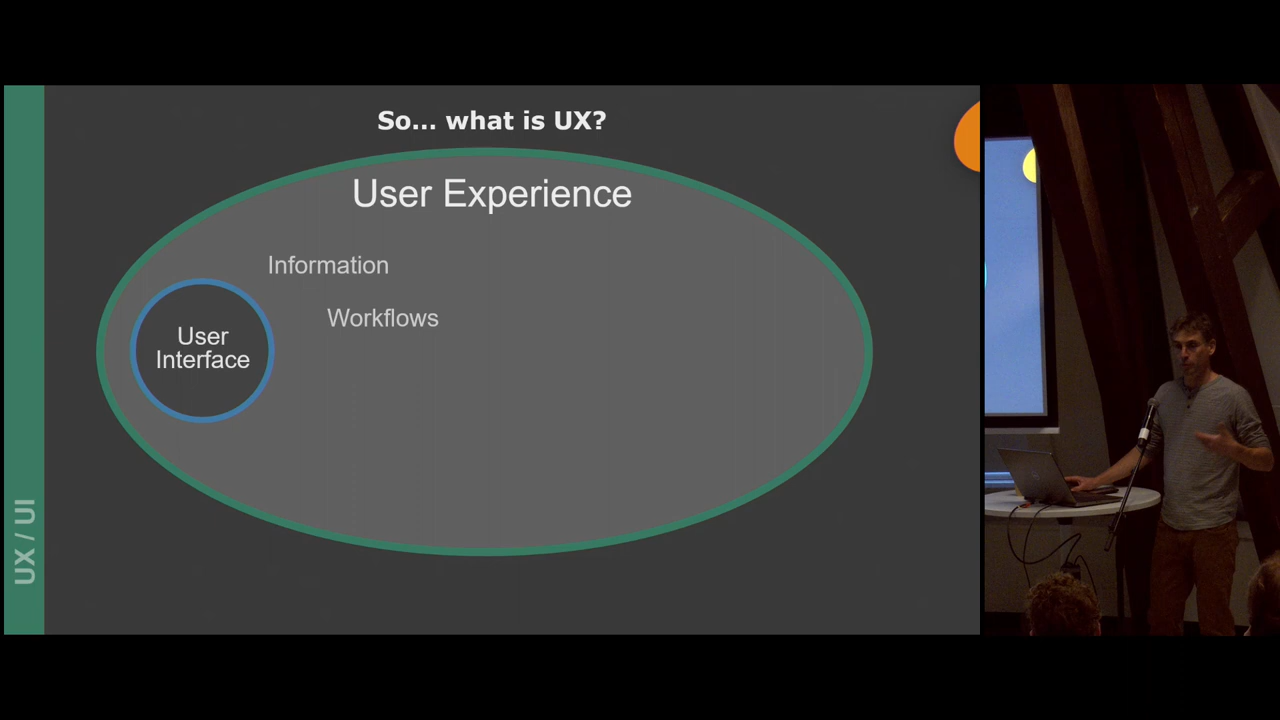 So... what is UX?
User Experience
Information
Workflows
User
Interface
UX / UI